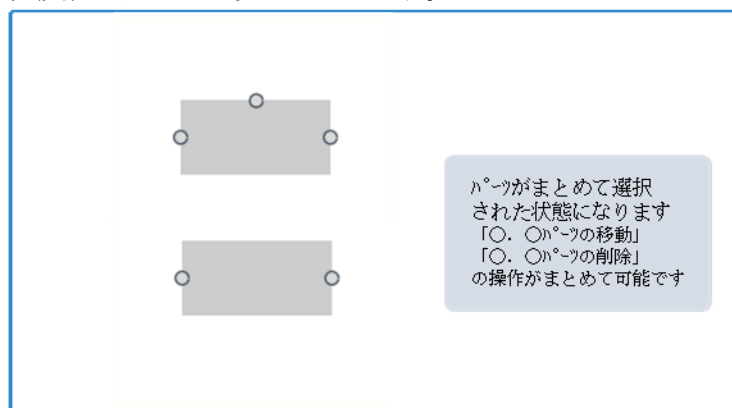 ﾊﾟｰﾂがまとめて選択
された状態になります
「○．○ﾊﾟｰﾂの移動」
「○．○ﾊﾟｰﾂの削除」
の操作がまとめて可能です